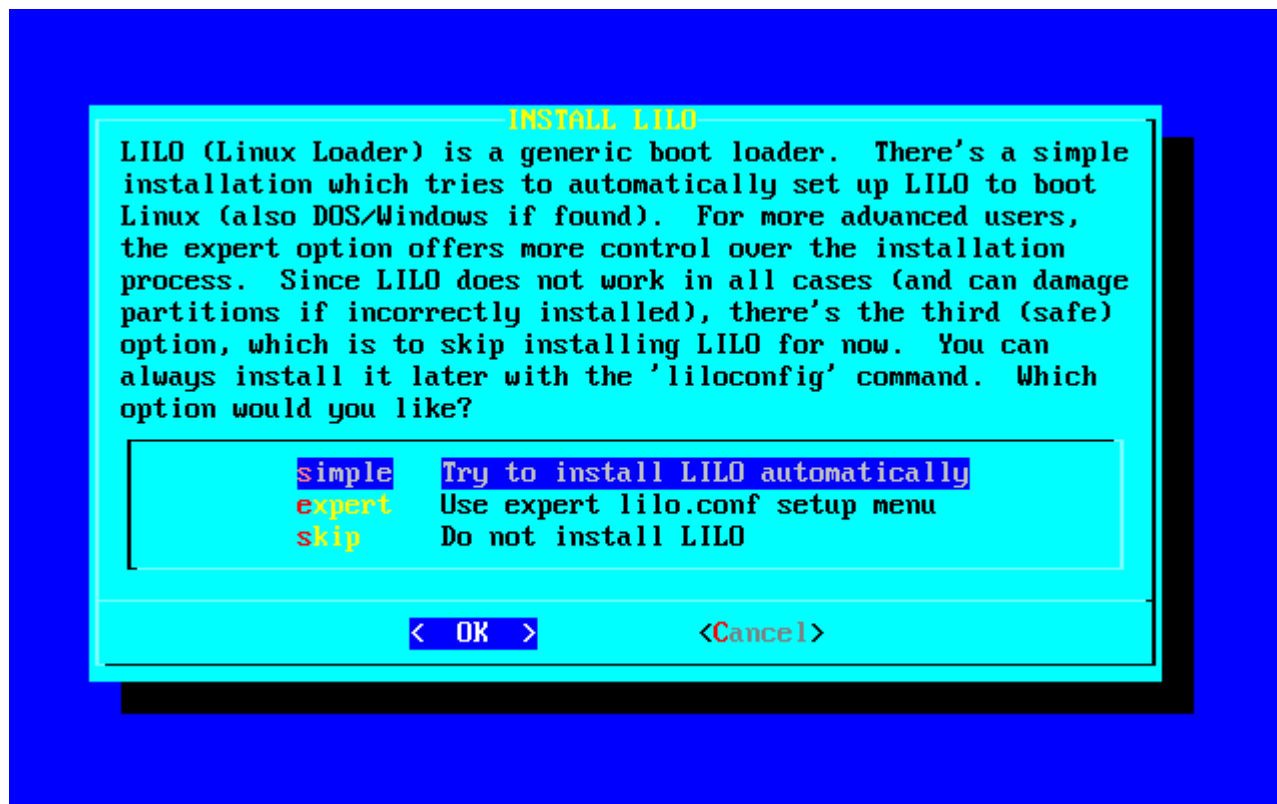 INSTALL LILO
LILO (Linux Loader) is a generic boot loader.  There's a simple
installation which tries to automatically set up LILO to boot
Linux (also DOS/Windows if found).  For more advanced users,
the expert option offers more control over the installation
process.  Since LILO does not work in all cases (and can damage
partitions if incorrectly installed), there's the third (safe)
option, which is to skip installing LILO for now.  You can
always install it later with the 'liloconfig' command.  Which
option would you like?
simple   Try to install LILO automatically
expert   Use expert lilo.conf setup menu
skip     Do not install LILO
<  OK  >          <Cancel>